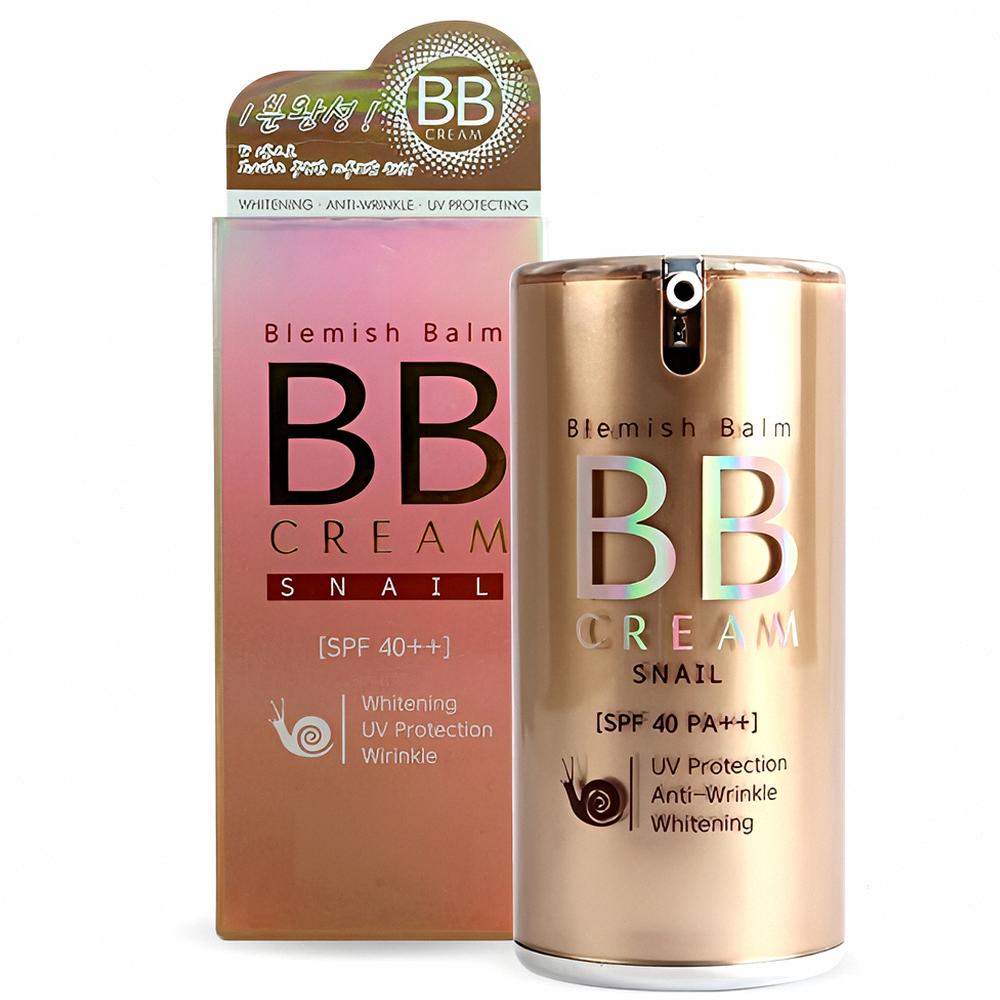 1분완성!
BB
CREAM
WHITENING · ANTI-WRINKLE · UV PROTECTING
Blemish Balm
BB
CREAM
SNAIL
[SPF 40++]
Whitening
UV Protection
Wirinkle
Blemish Balm
BB
CREAM
SNAIL
[SPF 40 PA++]
UV Protection
Anti-Wrinkle
Whitening